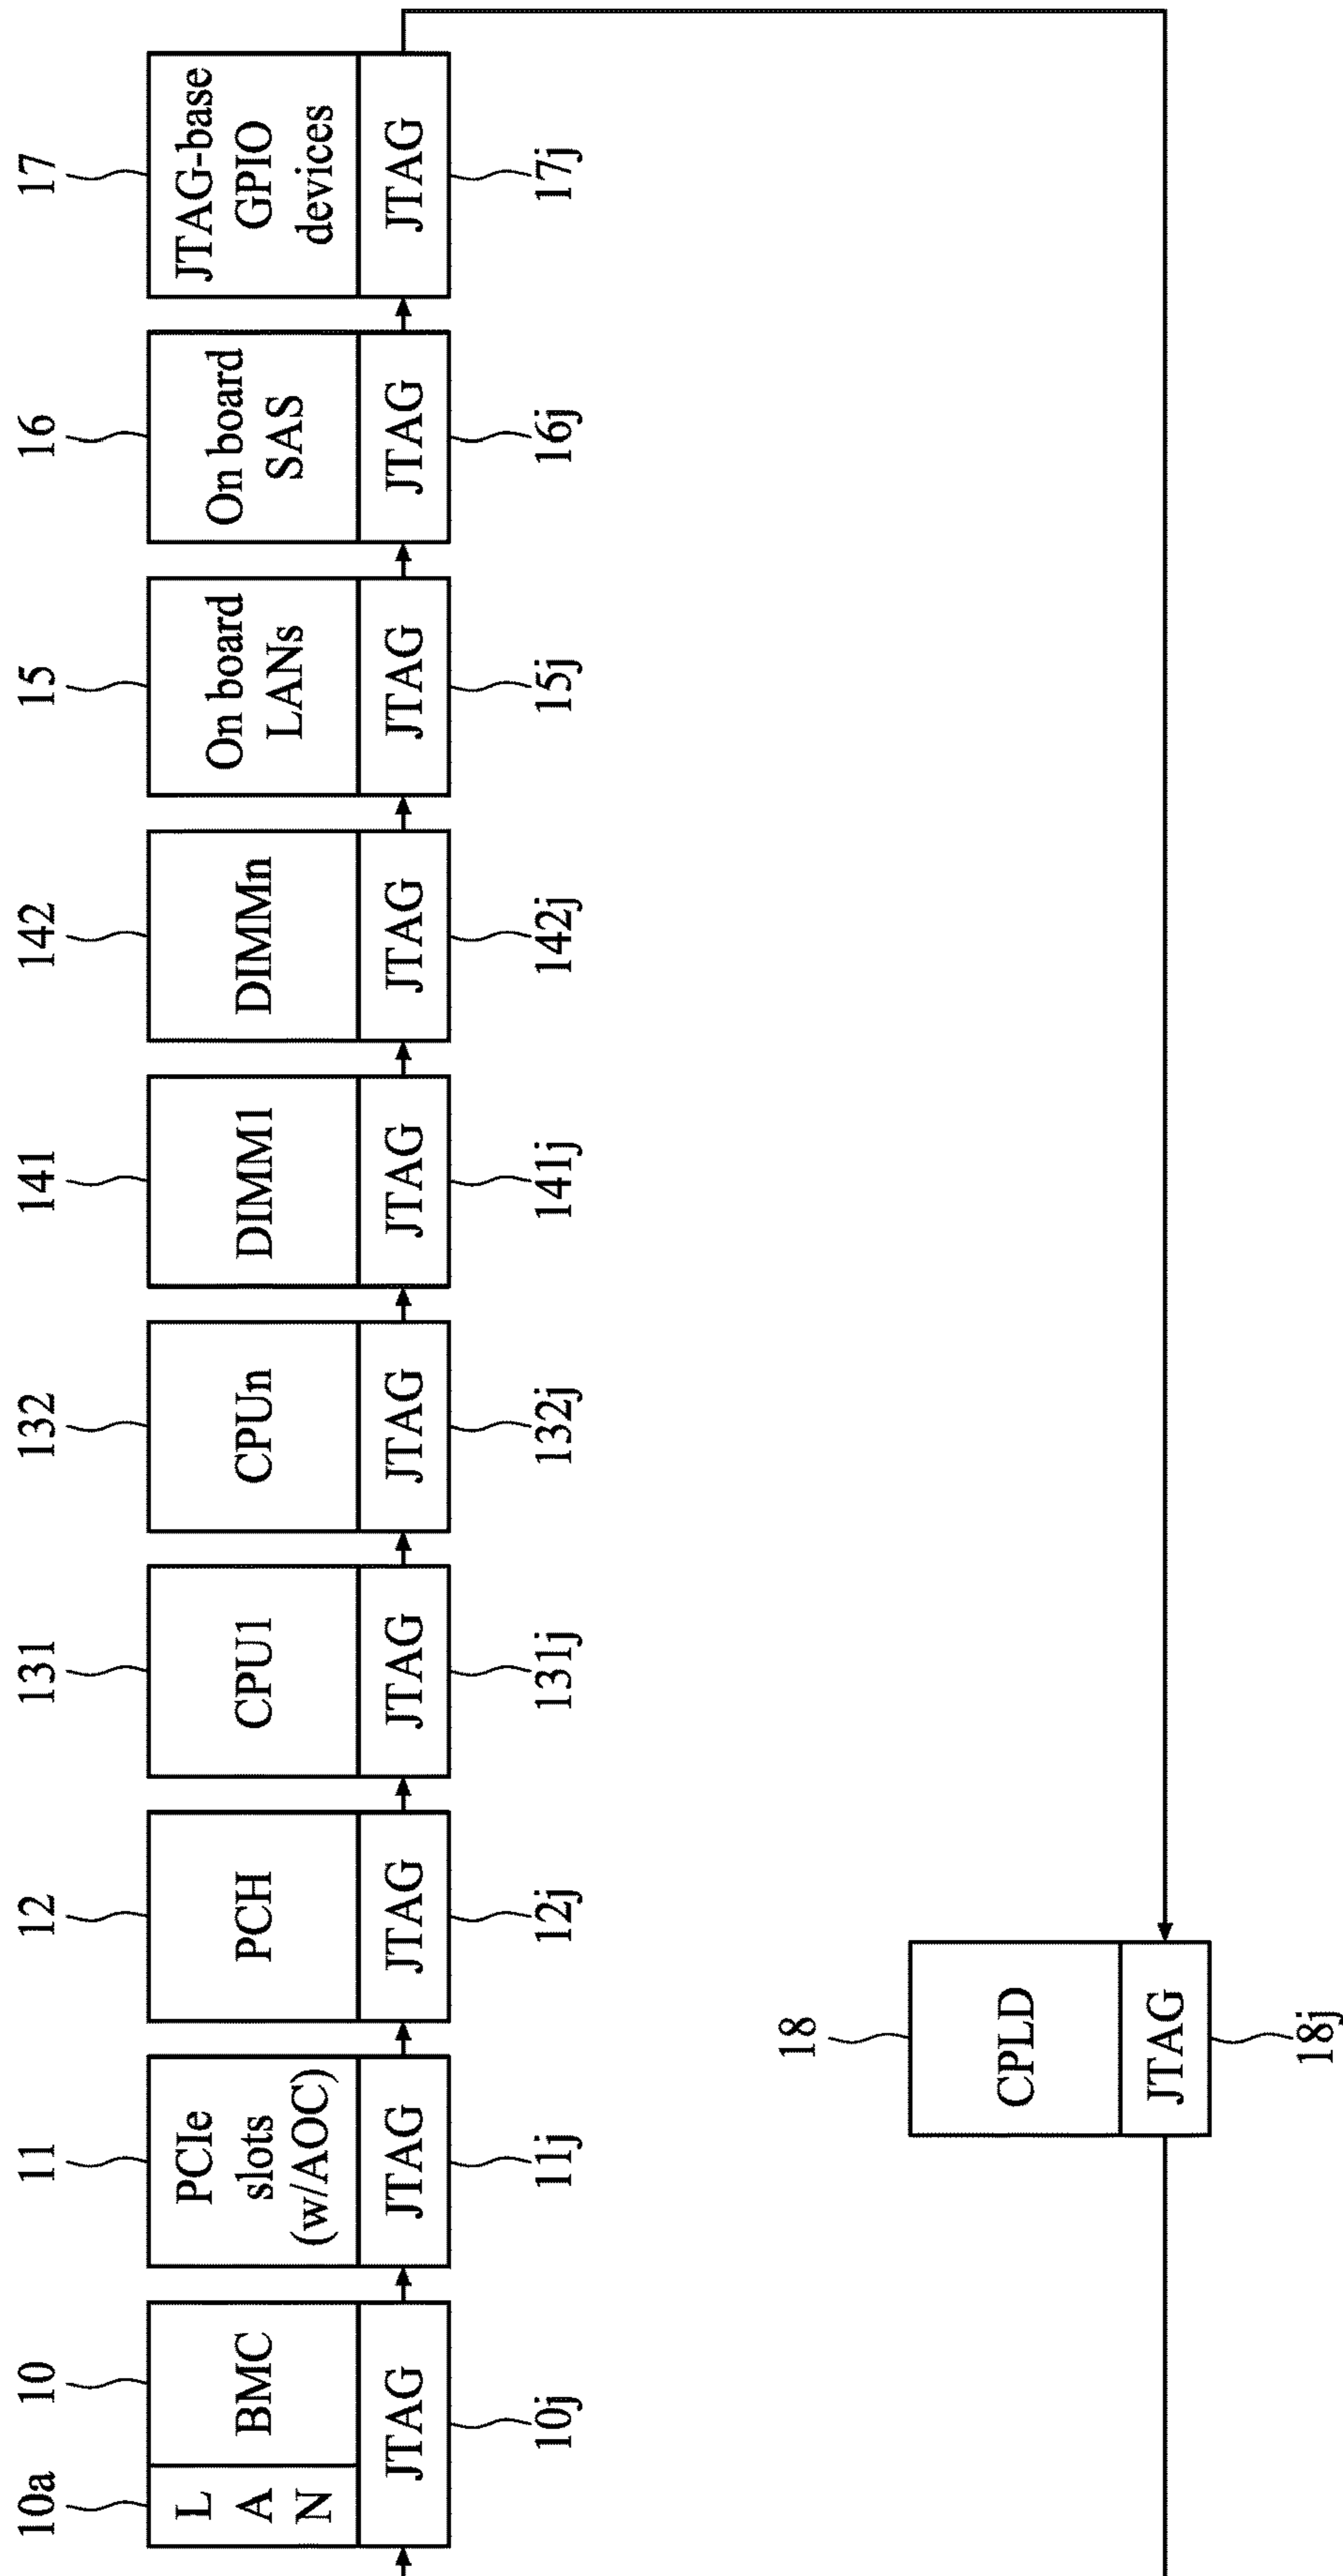 10a
10
11
12
131
132
141
142
15
16
17
L
A
N
BMC
JTAG
PCIe
slots
(w/AOC)
JTAG
PCH
JTAG
CPU1
JTAG
CPUn
JTAG
DIMM1
JTAG
DIMMn
JTAG
On board
LANs
JTAG
On board
SAS
JTAG
JTAG-base
GPIO
devices
JTAG
10j
11j
12j
131j
132j
141j
142j
15j
16j
17j
18
CPLD
JTAG
18j